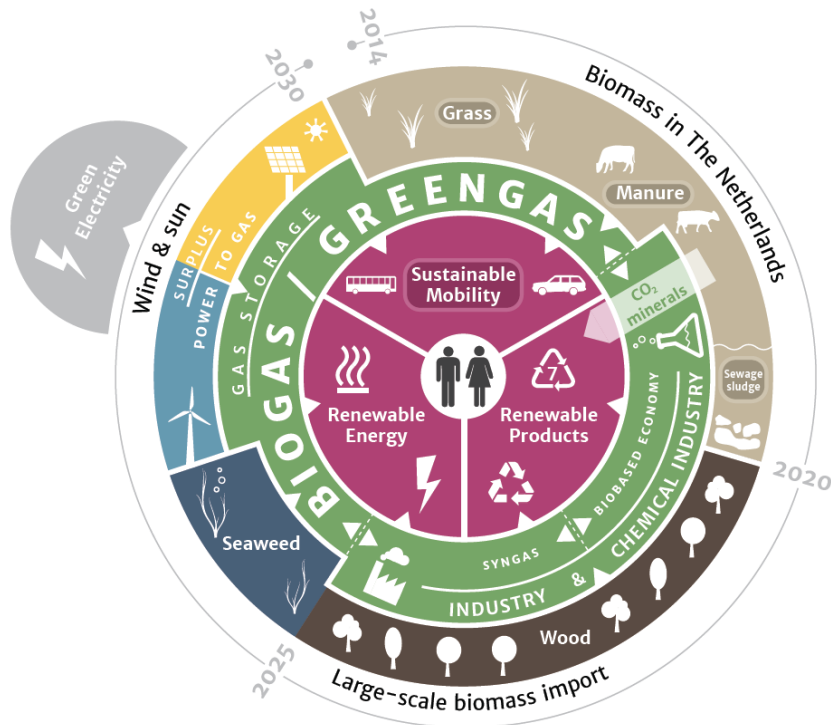 2014
2030
Biomass in The Netherlands
Grass
Manure
Green
Electricity
Wind & sun
SURPLUS
POWER TO GAS
GAS STORAGE
BIOGAS / GREENGAS
Sustainable
Mobility
CO₂
minerals
7
Renewable
Energy
Renewable
Products
Sewage
sludge
BIOBASED ECONOMY
SYNGAS
INDUSTRY & CHEMICAL INDUSTRY
2020
Seaweed
Wood
2025
Large-scale biomass import